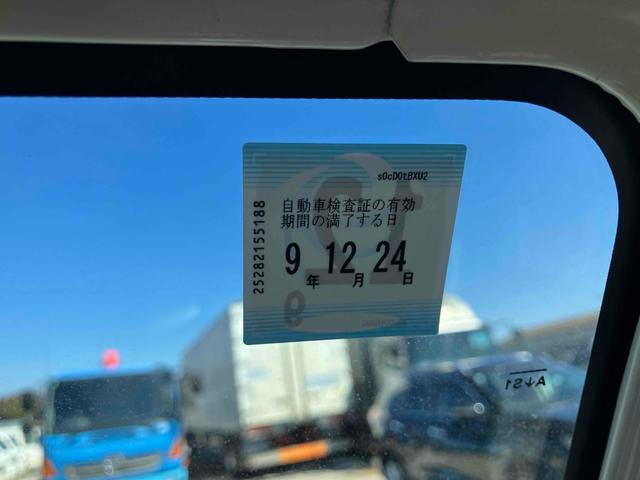 s0cD0tBXU2
自動車検査証の有効
期間の満了する日
9年12月24日
25282155188
A↓S1